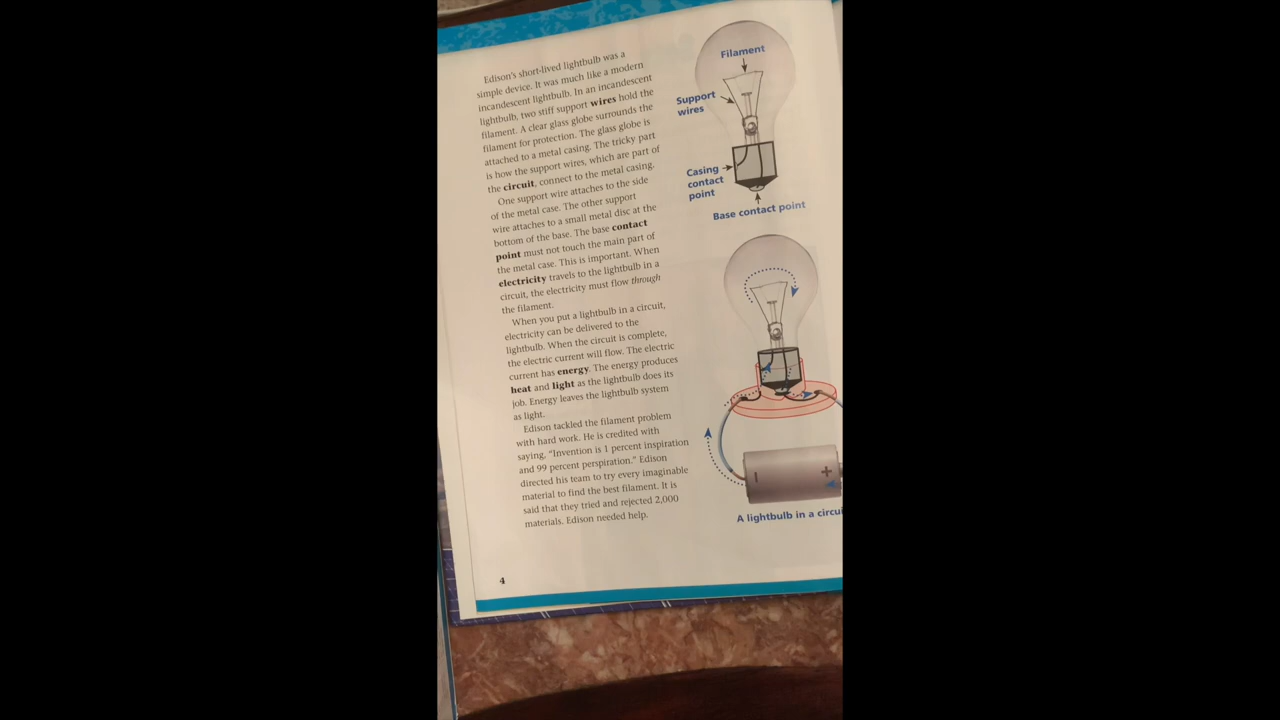 Edison's short-lived lightbulb was a
simple device. It was much like a modern
incandescent lightbulb. In an incandescent
lightbulb, two stiff support wires hold the
filament. A clear glass globe surrounds the
filament for protection. The glass globe is
attached to a metal casing. The tricky part
is how the support wires, which are part of
the circuit, connect to the metal casing.
One support wire attaches to the side
of the metal case. The other support
wire attaches to a small metal disc at the
bottom of the base. The base contact
point must not touch the main part of
the metal case. This is important. When
electricity travels to the lightbulb in a
circuit, the electricity must flow through
the filament.
When you put a lightbulb in a circuit,
electricity can be delivered to the
lightbulb. When the circuit is complete,
the electric current will flow. The electric
current has energy. The energy produces
heat and light as the lightbulb does its
job. Energy leaves the lightbulb system
as light.
Edison tackled the filament problem
with hard work. He is credited with
saying, "Invention is 1 percent inspiration
and 99 percent perspiration." Edison
directed his team to try every imaginable
material to find the best filament. It is
said that they tried and rejected 2,000
materials. Edison needed help.
4
Filament
Support
wires
Casing
contact
point
Base contact point
–
+
A lightbulb in a circui